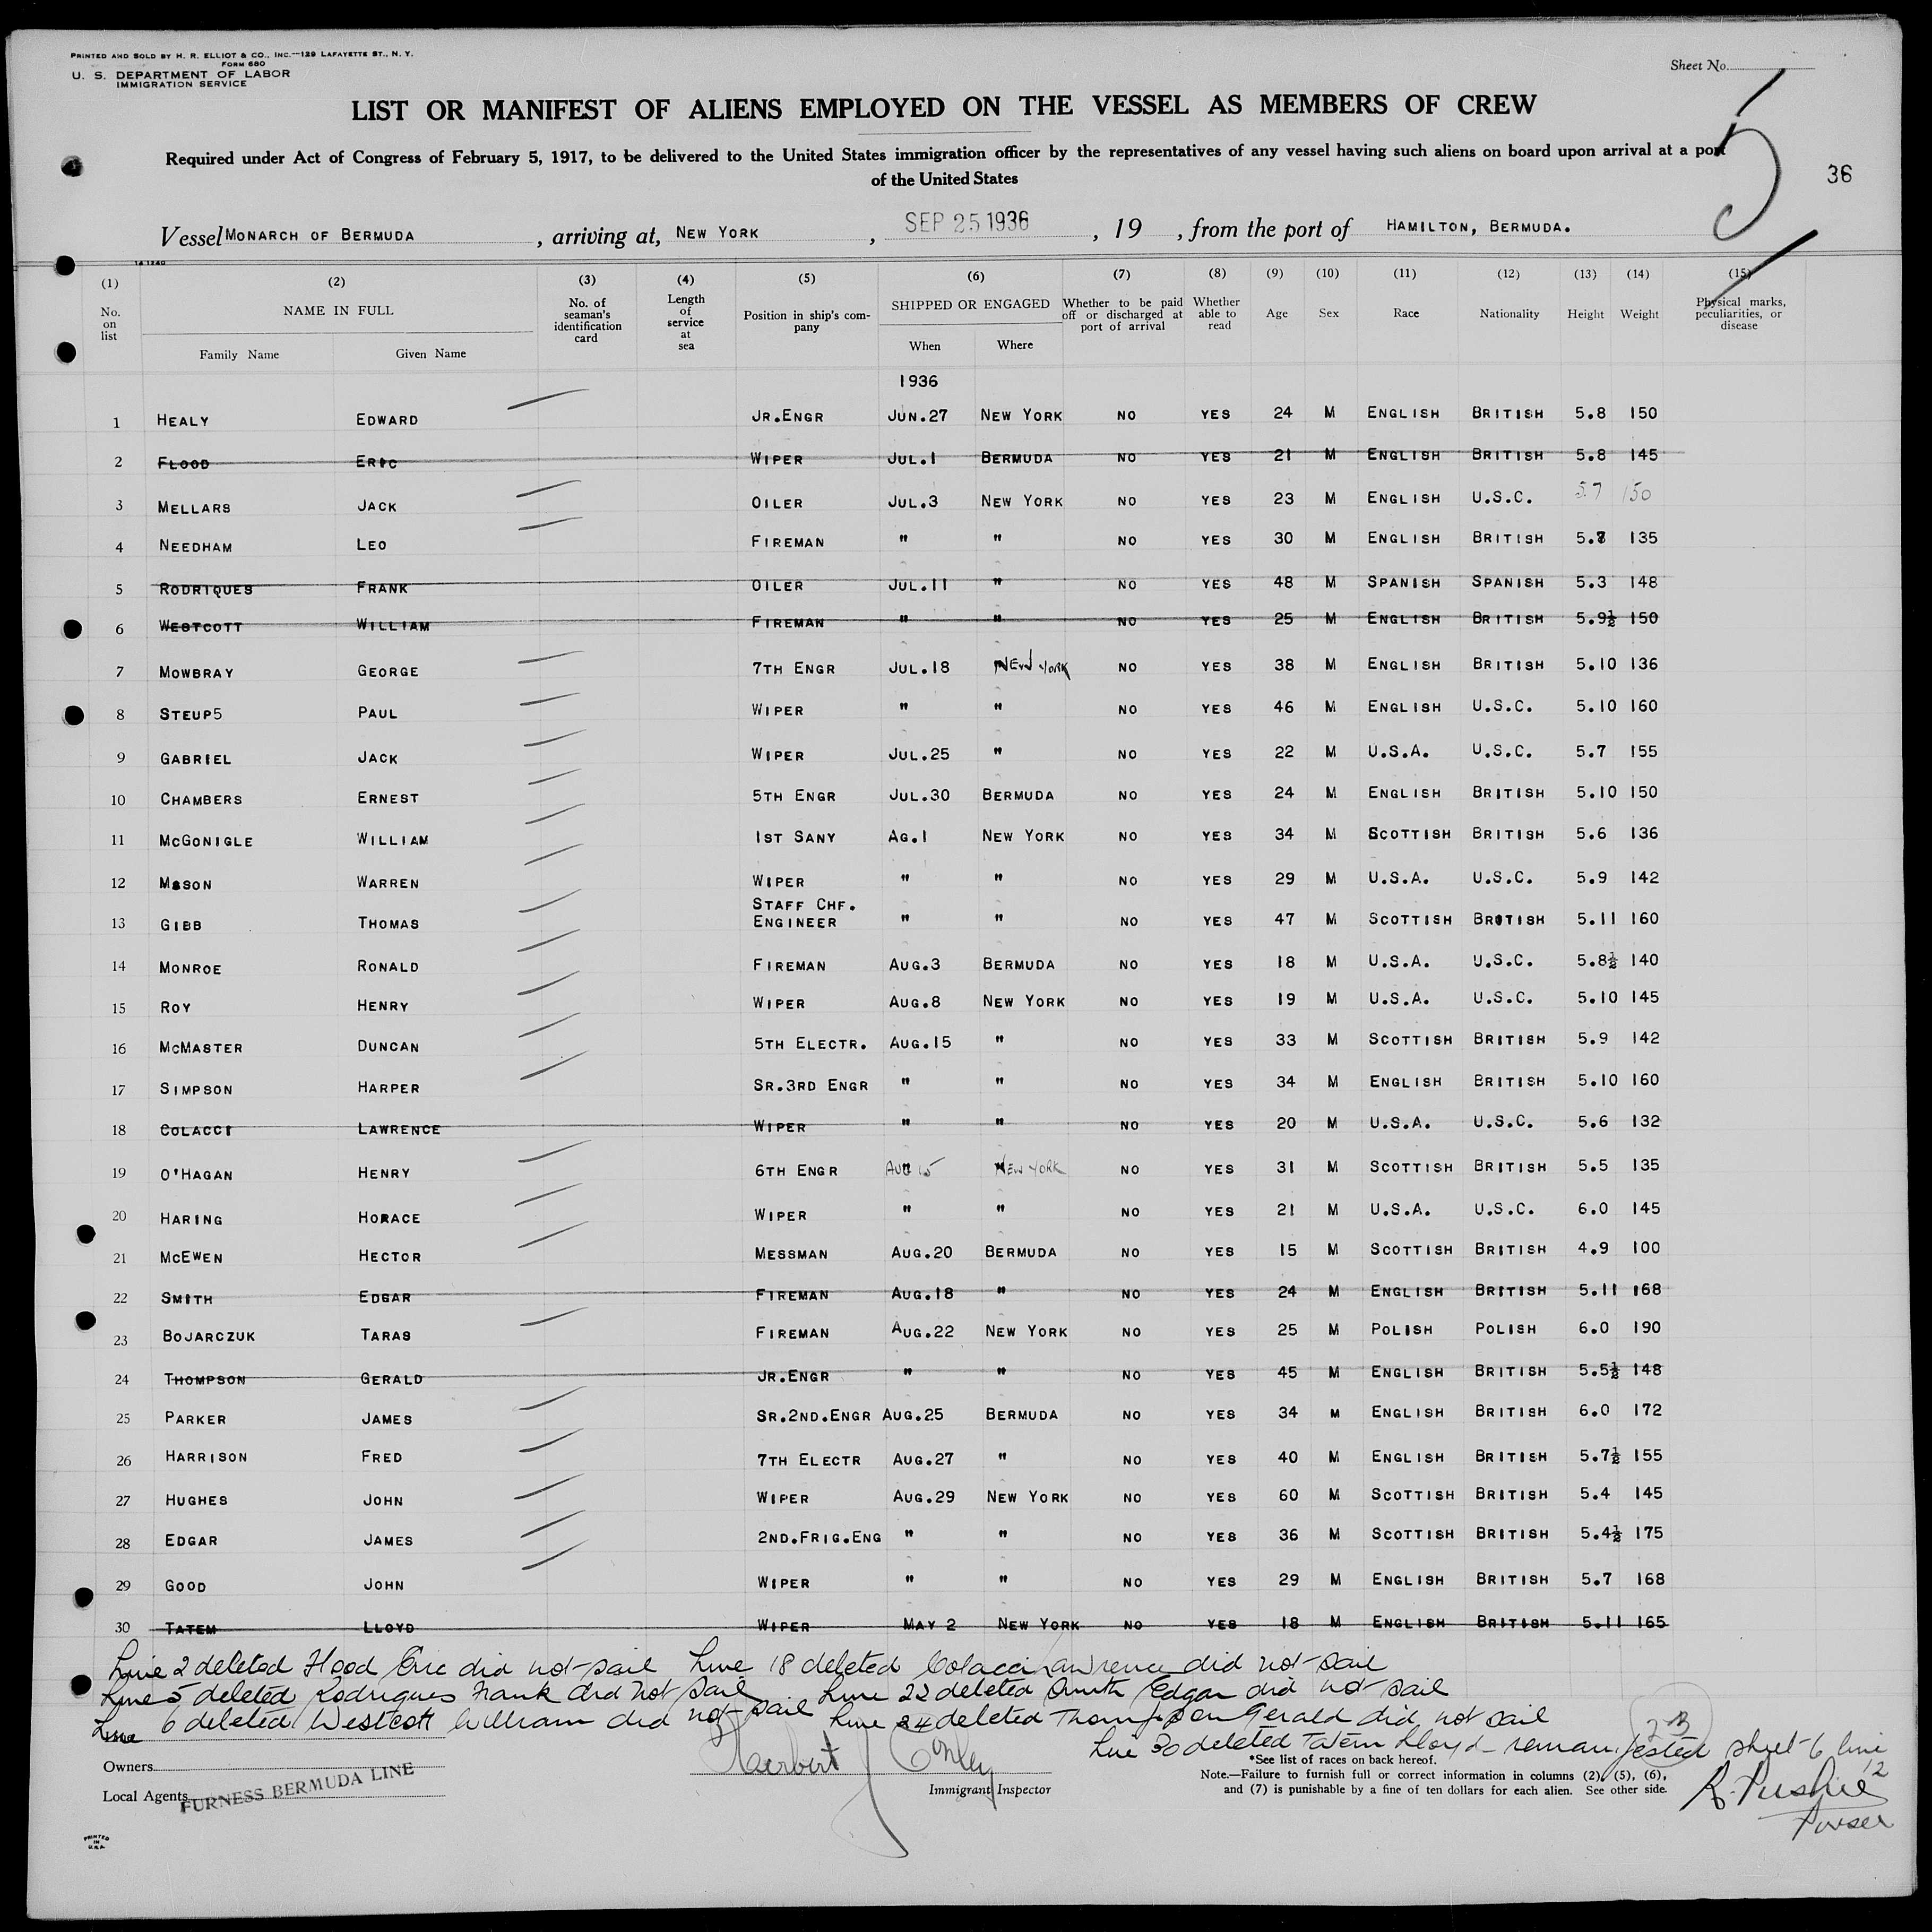 PRINTED AND SOLD BY H. R. ELLIOT & CO., INC.—129 LAFAYETTE ST., N. Y.
FORM 680
U. S. DEPARTMENT OF LABOR
IMMIGRATION SERVICE
Sheet No.
5
36
LIST OR MANIFEST OF ALIENS EMPLOYED ON THE VESSEL AS MEMBERS OF CREW
Required under Act of Congress of February 5, 1917, to be delivered to the United States immigration officer by the representatives of any vessel having such aliens on board upon arrival at a port
of the United States
Vessel MONARCH OF BERMUDA, arriving at, NEW YORK, SEP 25 1936, 19 , from the port of HAMILTON, BERMUDA.
(1) (2) (3) (4) (5) (6) (7) (8) (9) (10) (11) (12) (13) (14) (15)
No. on list NAME IN FULL Family Name Given Name No. of seaman's identification card Length of service at sea Position in ship's company SHIPPED OR ENGAGED When Where Whether to be paid off or discharged at port of arrival Whether able to read Age Sex Race Nationality Height Weight Physical marks, peculiarities, or disease
1936
1 HEALY EDWARD JR.ENGR JUN.27 NEW YORK NO YES 24 M ENGLISH BRITISH 5.8 150
2 FLOOD ERIC WIPER JUL.1 BERMUDA NO YES 21 M ENGLISH BRITISH 5.8 145
3 MELLARS JACK OILER JUL.3 NEW YORK NO YES 23 M ENGLISH U.S.C. 5.7 150
4 NEEDHAM LEO FIREMAN " " NO YES 30 M ENGLISH BRITISH 5.7 135
5 RODRIQUES FRANK OILER JUL.11 " NO YES 48 M SPANISH SPANISH 5.3 148
6 WESTCOTT WILLIAM FIREMAN " " NO YES 25 M ENGLISH BRITISH 5.9½ 150
7 MOWBRAY GEORGE 7TH ENGR JUL.18 NEW YORK NO YES 38 M ENGLISH BRITISH 5.10 136
8 STEUP5 PAUL WIPER " " NO YES 46 M ENGLISH U.S.C. 5.10 160
9 GABRIEL JACK WIPER JUL.25 " NO YES 22 M U.S.A. U.S.C. 5.7 155
10 CHAMBERS ERNEST 5TH ENGR JUL.30 BERMUDA NO YES 24 M ENGLISH BRITISH 5.10 150
11 MCGONIGLE WILLIAM 1ST SANY AG.1 NEW YORK NO YES 34 M SCOTTISH BRITISH 5.6 136
12 MASON WARREN WIPER " " NO YES 29 M U.S.A. U.S.C. 5.9 142
13 GIBB THOMAS STAFF CHF. ENGINEER " " NO YES 47 M SCOTTISH BRITISH 5.11 160
14 MONROE RONALD FIREMAN AUG.3 BERMUDA NO YES 18 M U.S.A. U.S.C. 5.8½ 140
15 ROY HENRY WIPER AUG.8 NEW YORK NO YES 19 M U.S.A. U.S.C. 5.10 145
16 MCMASTER DUNCAN 5TH ELECTR. AUG.15 " NO YES 33 M SCOTTISH BRITISH 5.9 142
17 SIMPSON HARPER SR.3RD ENGR " " NO YES 34 M ENGLISH BRITISH 5.10 160
18 COLACCI LAWRENCE WIPER " " NO YES 20 M U.S.A. U.S.C. 5.6 132
19 O'HAGAN HENRY 6TH ENGR AUG 15 NEW YORK NO YES 31 M SCOTTISH BRITISH 5.5 135
20 HARING HORACE WIPER " " NO YES 21 M U.S.A. U.S.C. 6.0 145
21 MCEWEN HECTOR MESSMAN AUG.20 BERMUDA NO YES 15 M SCOTTISH BRITISH 4.9 100
22 SMITH EDGAR FIREMAN AUG.18 " NO YES 24 M ENGLISH BRITISH 5.11 168
23 BOJARCZUK TARAS FIREMAN AUG.22 NEW YORK NO YES 25 M POLISH POLISH 6.0 190
24 THOMPSON GERALD JR.ENGR " " NO YES 45 M ENGLISH BRITISH 5.5½ 148
25 PARKER JAMES SR.2ND.ENGR AUG.25 BERMUDA NO YES 34 M ENGLISH BRITISH 6.0 172
26 HARRISON FRED 7TH ELECTR AUG.27 " NO YES 40 M ENGLISH BRITISH 5.7½ 155
27 HUGHES JOHN WIPER AUG.29 NEW YORK NO YES 60 M SCOTTISH BRITISH 5.4 145
28 EDGAR JAMES 2ND.FRIG.ENG " " NO YES 36 M SCOTTISH BRITISH 5.4½ 175
29 GOOD JOHN WIPER " " NO YES 29 M ENGLISH BRITISH 5.7 168
30 TATEM LLOYD WIPER MAY 2 NEW YORK NO YES 18 M ENGLISH BRITISH 5.11 165
Line 2 deleted Flood Eric did not sail Line 18 deleted Colacci Lawrence did not sail
Line 5 deleted Rodriques Frank did not sail Line 22 deleted Smith Edgar did not sail
Line 6 deleted Westcott William did not sail Line 24 deleted Thompson Gerald did not sail
Line 30 deleted Tatem Lloyd remanifested sheet 6 line 12
23
Owners
Local Agents FURNESS BERMUDA LINE
Herbert
Immigrant Inspector
*See list of races on back hereof.
Note.—Failure to furnish full or correct information in columns (2), (5), (6),
and (7) is punishable by a fine of ten dollars for each alien. See other side.
Purser
PRINTED
IN
U.S.A.